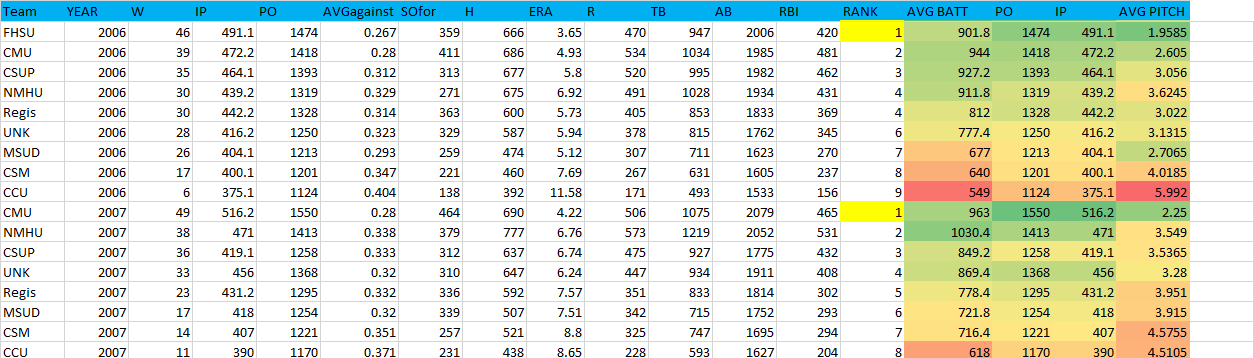 Team YEAR W IP PO AVGagainst SOfor H ERA R TB AB RBI RANK AVG BATT PO IP AVG PITCH
FHSU 2006 46 491.1 1474 0.267 359 666 3.65 470 947 2006 420 1 901.8 1474 491.1 1.9585
CMU 2006 39 472.2 1418 0.28 411 686 4.93 534 1034 1985 481 2 944 1418 472.2 2.605
CSUP 2006 35 464.1 1393 0.312 313 677 5.8 520 995 1982 462 3 927.2 1393 464.1 3.056
NMHU 2006 30 439.2 1319 0.329 271 675 6.92 491 1028 1934 431 4 911.8 1319 439.2 3.6245
Regis 2006 30 442.2 1328 0.314 363 600 5.73 405 853 1833 369 4 812 1328 442.2 3.022
UNK 2006 28 416.2 1250 0.323 329 587 5.94 378 815 1762 345 6 777.4 1250 416.2 3.1315
MSUD 2006 26 404.1 1213 0.293 259 474 5.12 307 711 1623 270 7 677 1213 404.1 2.7065
CSM 2006 17 400.1 1201 0.347 221 460 7.69 267 631 1605 237 8 640 1201 400.1 4.0185
CCU 2006 6 375.1 1124 0.404 138 392 11.58 171 493 1533 156 9 549 1124 375.1 5.992
CMU 2007 49 516.2 1550 0.28 464 690 4.22 506 1075 2079 465 1 963 1550 516.2 2.25
NMHU 2007 38 471 1413 0.338 379 777 6.76 573 1219 2052 531 2 1030.4 1413 471 3.549
CSUP 2007 36 419.1 1258 0.333 312 637 6.74 475 927 1775 432 3 849.2 1258 419.1 3.5365
UNK 2007 33 456 1368 0.32 310 647 6.24 447 934 1911 408 4 869.4 1368 456 3.28
Regis 2007 23 431.2 1295 0.332 336 592 7.57 351 833 1814 302 5 778.4 1295 431.2 3.951
MSUD 2007 17 418 1254 0.32 339 507 7.51 342 715 1752 293 6 721.8 1254 418 3.915
CSM 2007 14 407 1221 0.351 257 521 8.8 325 747 1695 294 7 716.4 1221 407 4.5755
CCU 2007 11 390 1170 0.371 231 438 8.65 228 593 1627 204 8 618 1170 390 4.5105